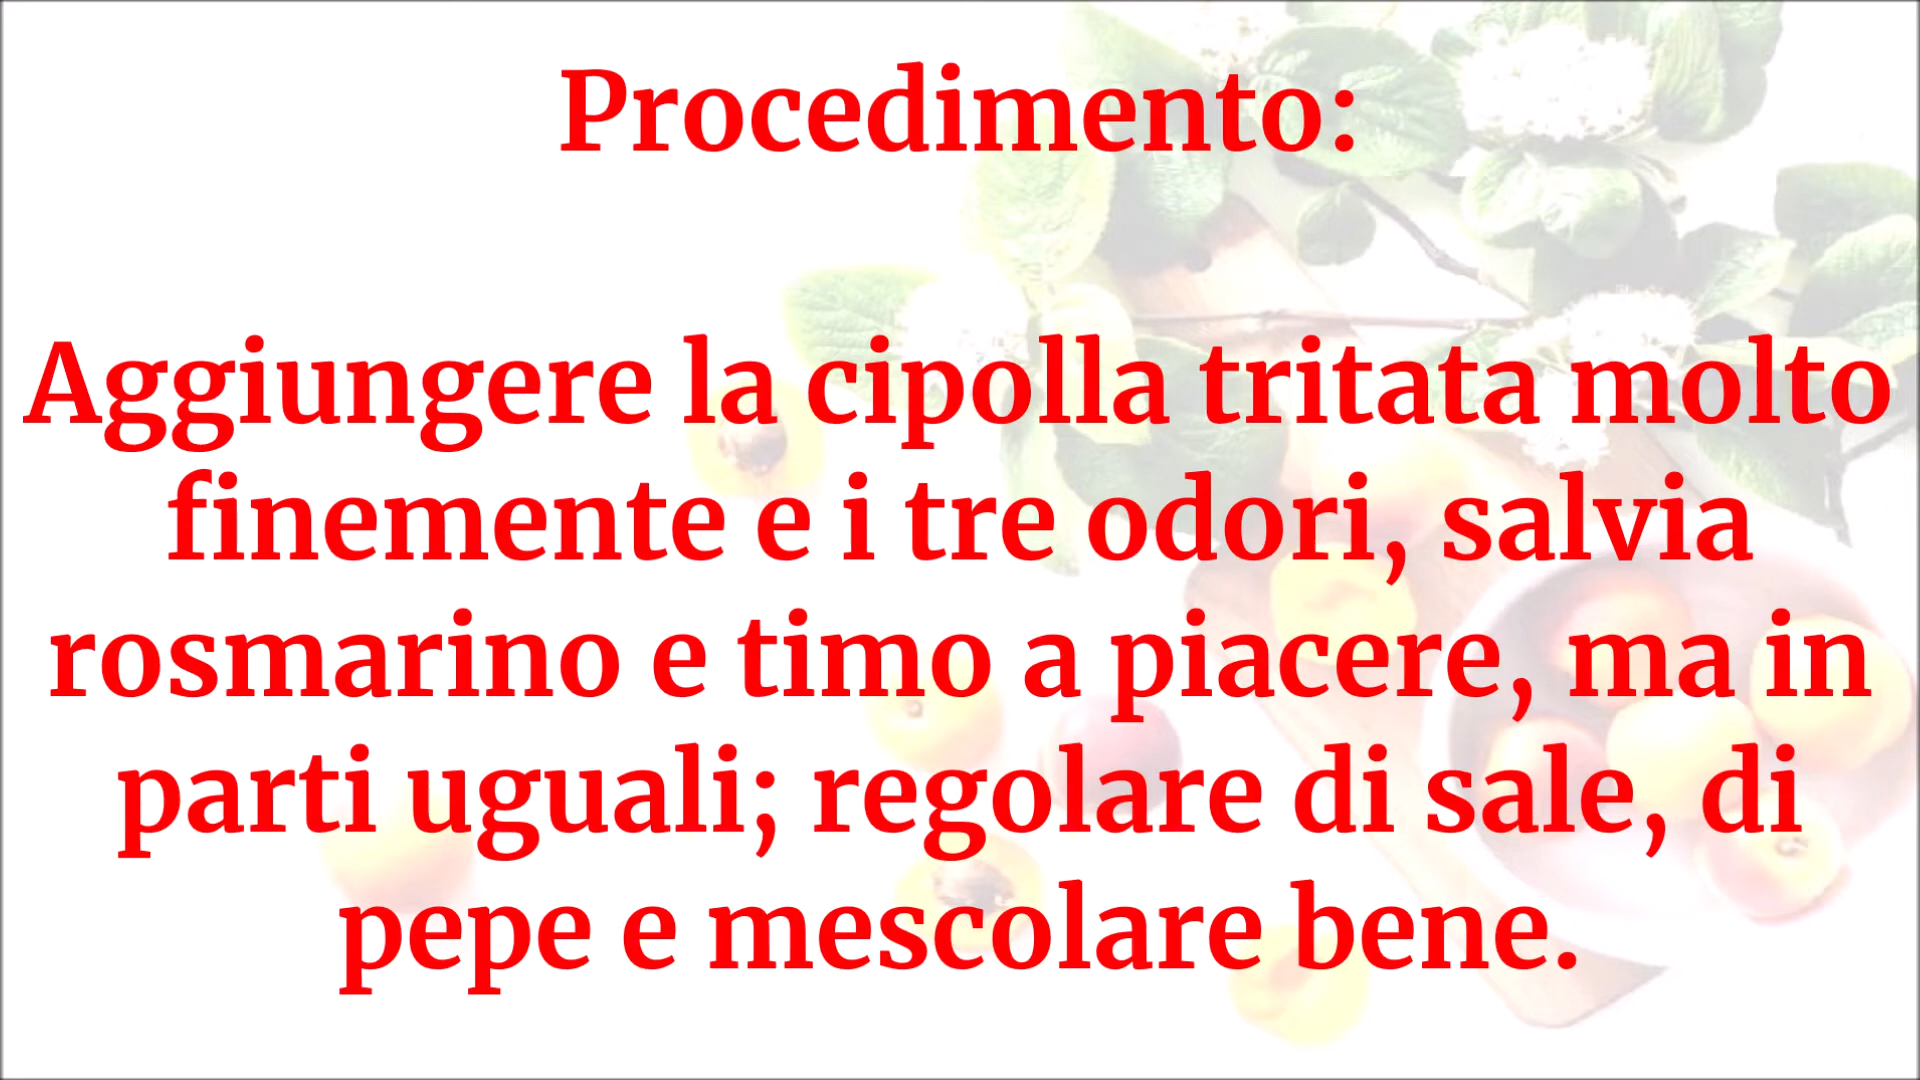 Procedimento:
Aggiungere la cipolla tritata molto
finemente e i tre odori, salvia
rosmarino e timo a piacere, ma in
parti uguali; regolare di sale, di
pepe e mescolare bene.